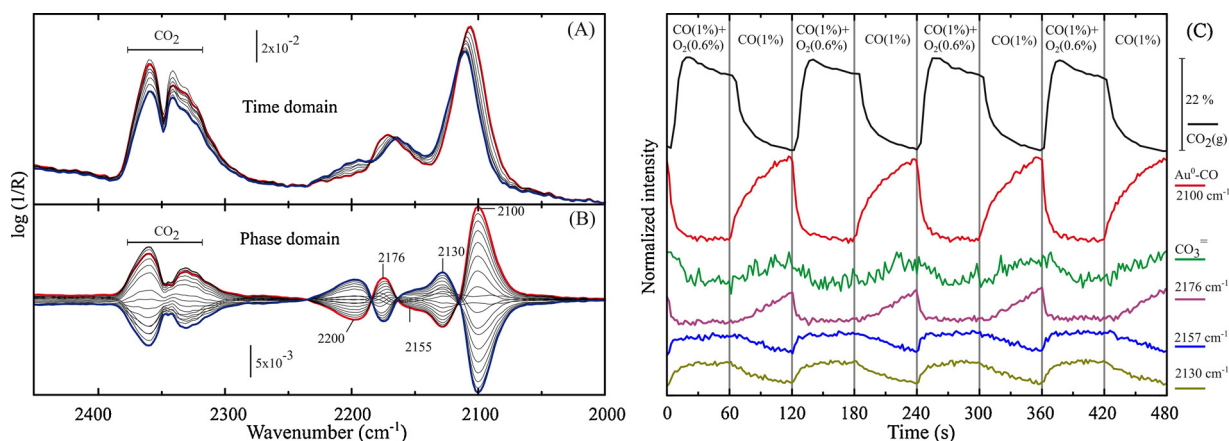 (A)
CO₂
2x10⁻²
Time domain
log (1/R)
(B)
CO₂
Phase domain
2100
2176
2130
2200
2155
5x10⁻³
2400
2300
2200
2100
2000
Wavenumber (cm⁻¹)
(C)
CO(1%)+
O₂(0.6%)
CO(1%)
CO(1%)+
O₂(0.6%)
CO(1%)
CO(1%)+
O₂(0.6%)
CO(1%)
CO(1%)+
O₂(0.6%)
CO(1%)
22 %
CO₂(g)
Au⁰-CO
2100 cm⁻¹
CO₃⁼
2176 cm⁻¹
2157 cm⁻¹
2130 cm⁻¹
Normalized intensity
0 60 120 180 240 300 360 420 480
Time (s)